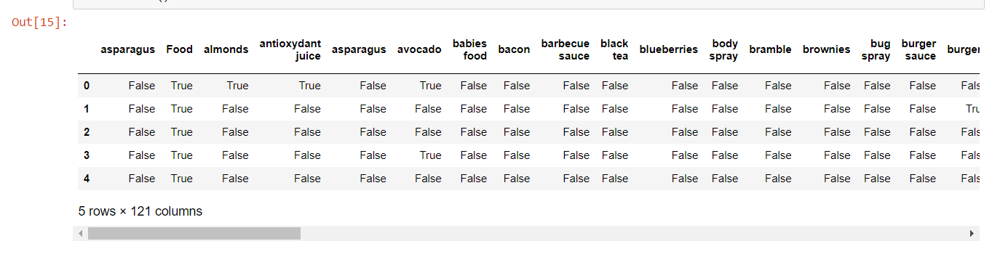 Out[15]:
asparagus Food almonds antioxydant juice asparagus avocado babies food bacon barbecue sauce black tea blueberries body spray bramble brownies bug spray burger sauce burger
0 False True True True False True False False False False False False False False False False Fals
1 False True False False False False False False False False False False False False False False Tru
2 False True False False False False False False False False False False False False False False Fals
3 False True False False False True False False False False False False False False False False Fals
4 False True False False False False False False False False False False False False False False Fals
5 rows × 121 columns